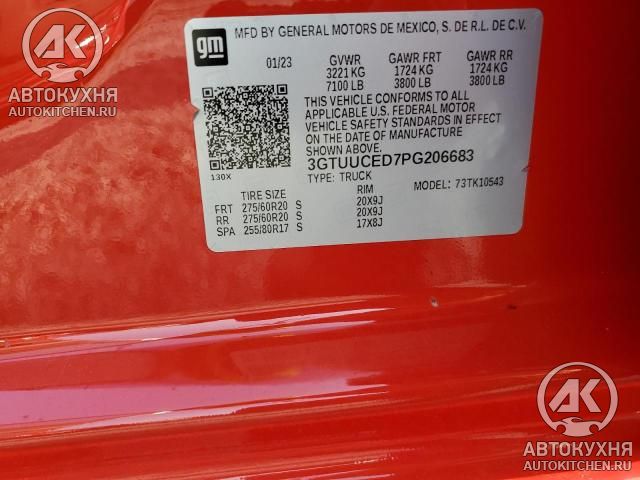 gm
MFD BY GENERAL MOTORS DE MEXICO, S. DE R.L. DE C.V.
01/23 GVWR GAWR FRT GAWR RR
3221 KG 1724 KG 1724 KG
7100 LB 3800 LB 3800 LB
THIS VEHICLE CONFORMS TO ALL
APPLICABLE U.S. FEDERAL MOTOR
VEHICLE SAFETY STANDARDS IN EFFECT
ON THE DATE OF MANUFACTURE
SHOWN ABOVE.
3GTUUCED7PG206683
130X
TYPE: TRUCK MODEL: 73TK10543
TIRE SIZE RIM
FRT 275/60R20 S 20X9J
RR 275/60R20 S 20X9J
SPA 255/80R17 S 17X8J
АК
АВТОКУХНЯ
AUTOKITCHEN.RU
АК
АВТОКУХНЯ
AUTOKITCHEN.RU